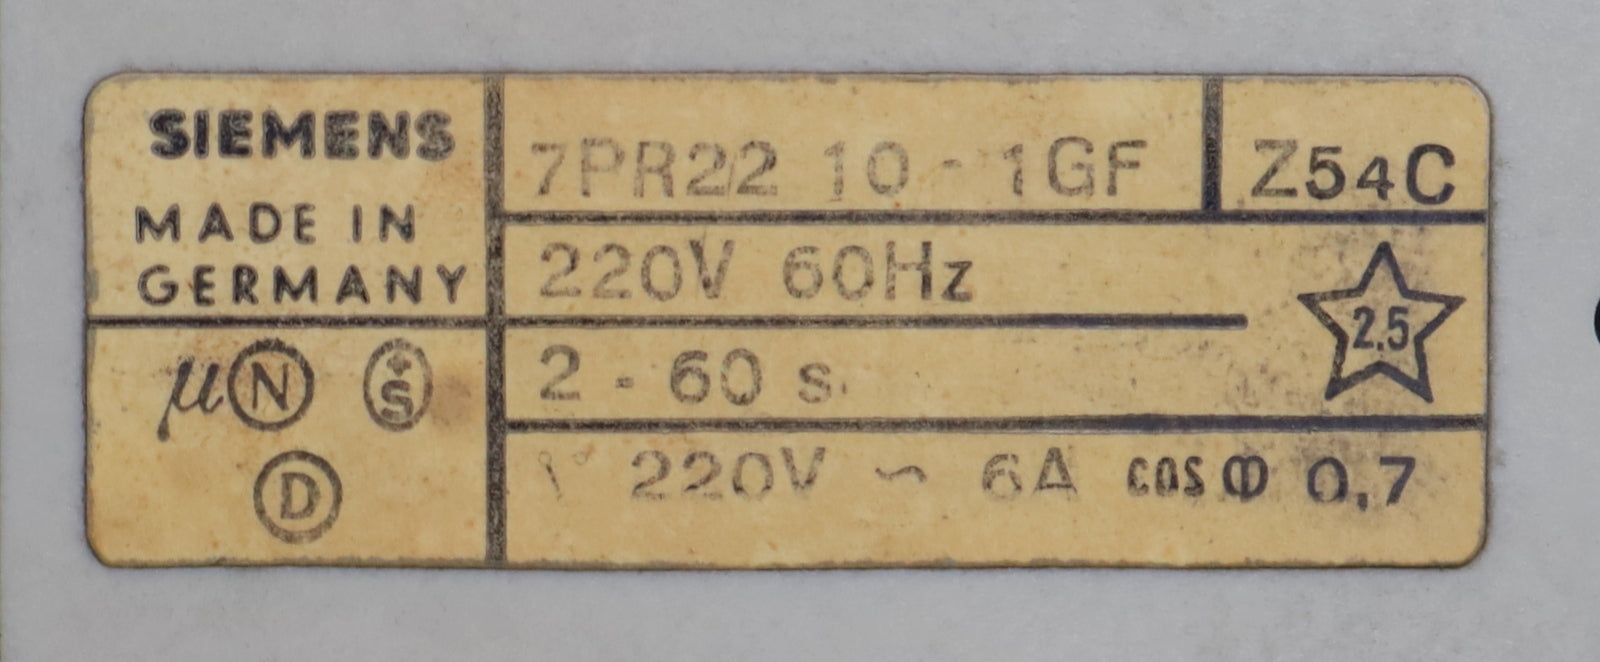 SIEMENS
MADE IN
GERMANY
µ N S
D
7PR22 10 - 1GF
Z54C
220V 60Hz
2 - 60 s
2.5
220V ~ 6A cos φ 0,7